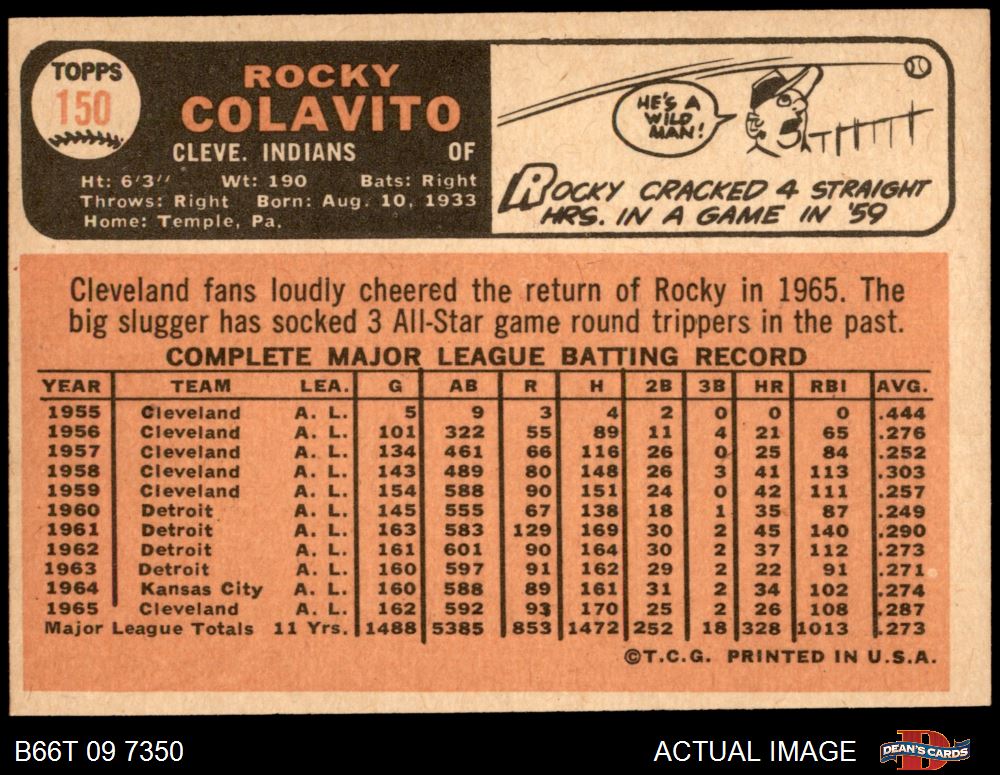 TOPPS
150
ROCKY
COLAVITO
CLEVE. INDIANS OF
Ht: 6'3" Wt: 190 Bats: Right
Throws: Right Born: Aug. 10, 1933
Home: Temple, Pa.
HE'S A
WILD
MAN!
ROCKY CRACKED 4 STRAIGHT
HRS. IN A GAME IN '59
Cleveland fans loudly cheered the return of Rocky in 1965. The
big slugger has socked 3 All-Star game round trippers in the past.
COMPLETE MAJOR LEAGUE BATTING RECORD
YEAR TEAM LEA. G AB R H 2B 3B HR RBI AVG.
1955 Cleveland A. L. 5 9 3 4 2 0 0 0 .444
1956 Cleveland A. L. 101 322 55 89 11 4 21 65 .276
1957 Cleveland A. L. 134 461 66 116 26 0 25 84 .252
1958 Cleveland A. L. 143 489 80 148 26 3 41 113 .303
1959 Cleveland A. L. 154 588 90 151 24 0 42 111 .257
1960 Detroit A. L. 145 555 67 138 18 1 35 87 .249
1961 Detroit A. L. 163 583 129 169 30 2 45 140 .290
1962 Detroit A. L. 161 601 90 164 30 2 37 112 .273
1963 Detroit A. L. 160 597 91 162 29 2 22 91 .271
1964 Kansas City A. L. 160 588 89 161 31 2 34 102 .274
1965 Cleveland A. L. 162 592 93 170 25 2 26 108 .287
Major League Totals 11 Yrs. 1488 5385 853 1472 252 18 328 1013 .273
©T.C.G. PRINTED IN U.S.A.
B66T 09 7350 ACTUAL IMAGE
DEAN'S CARDS